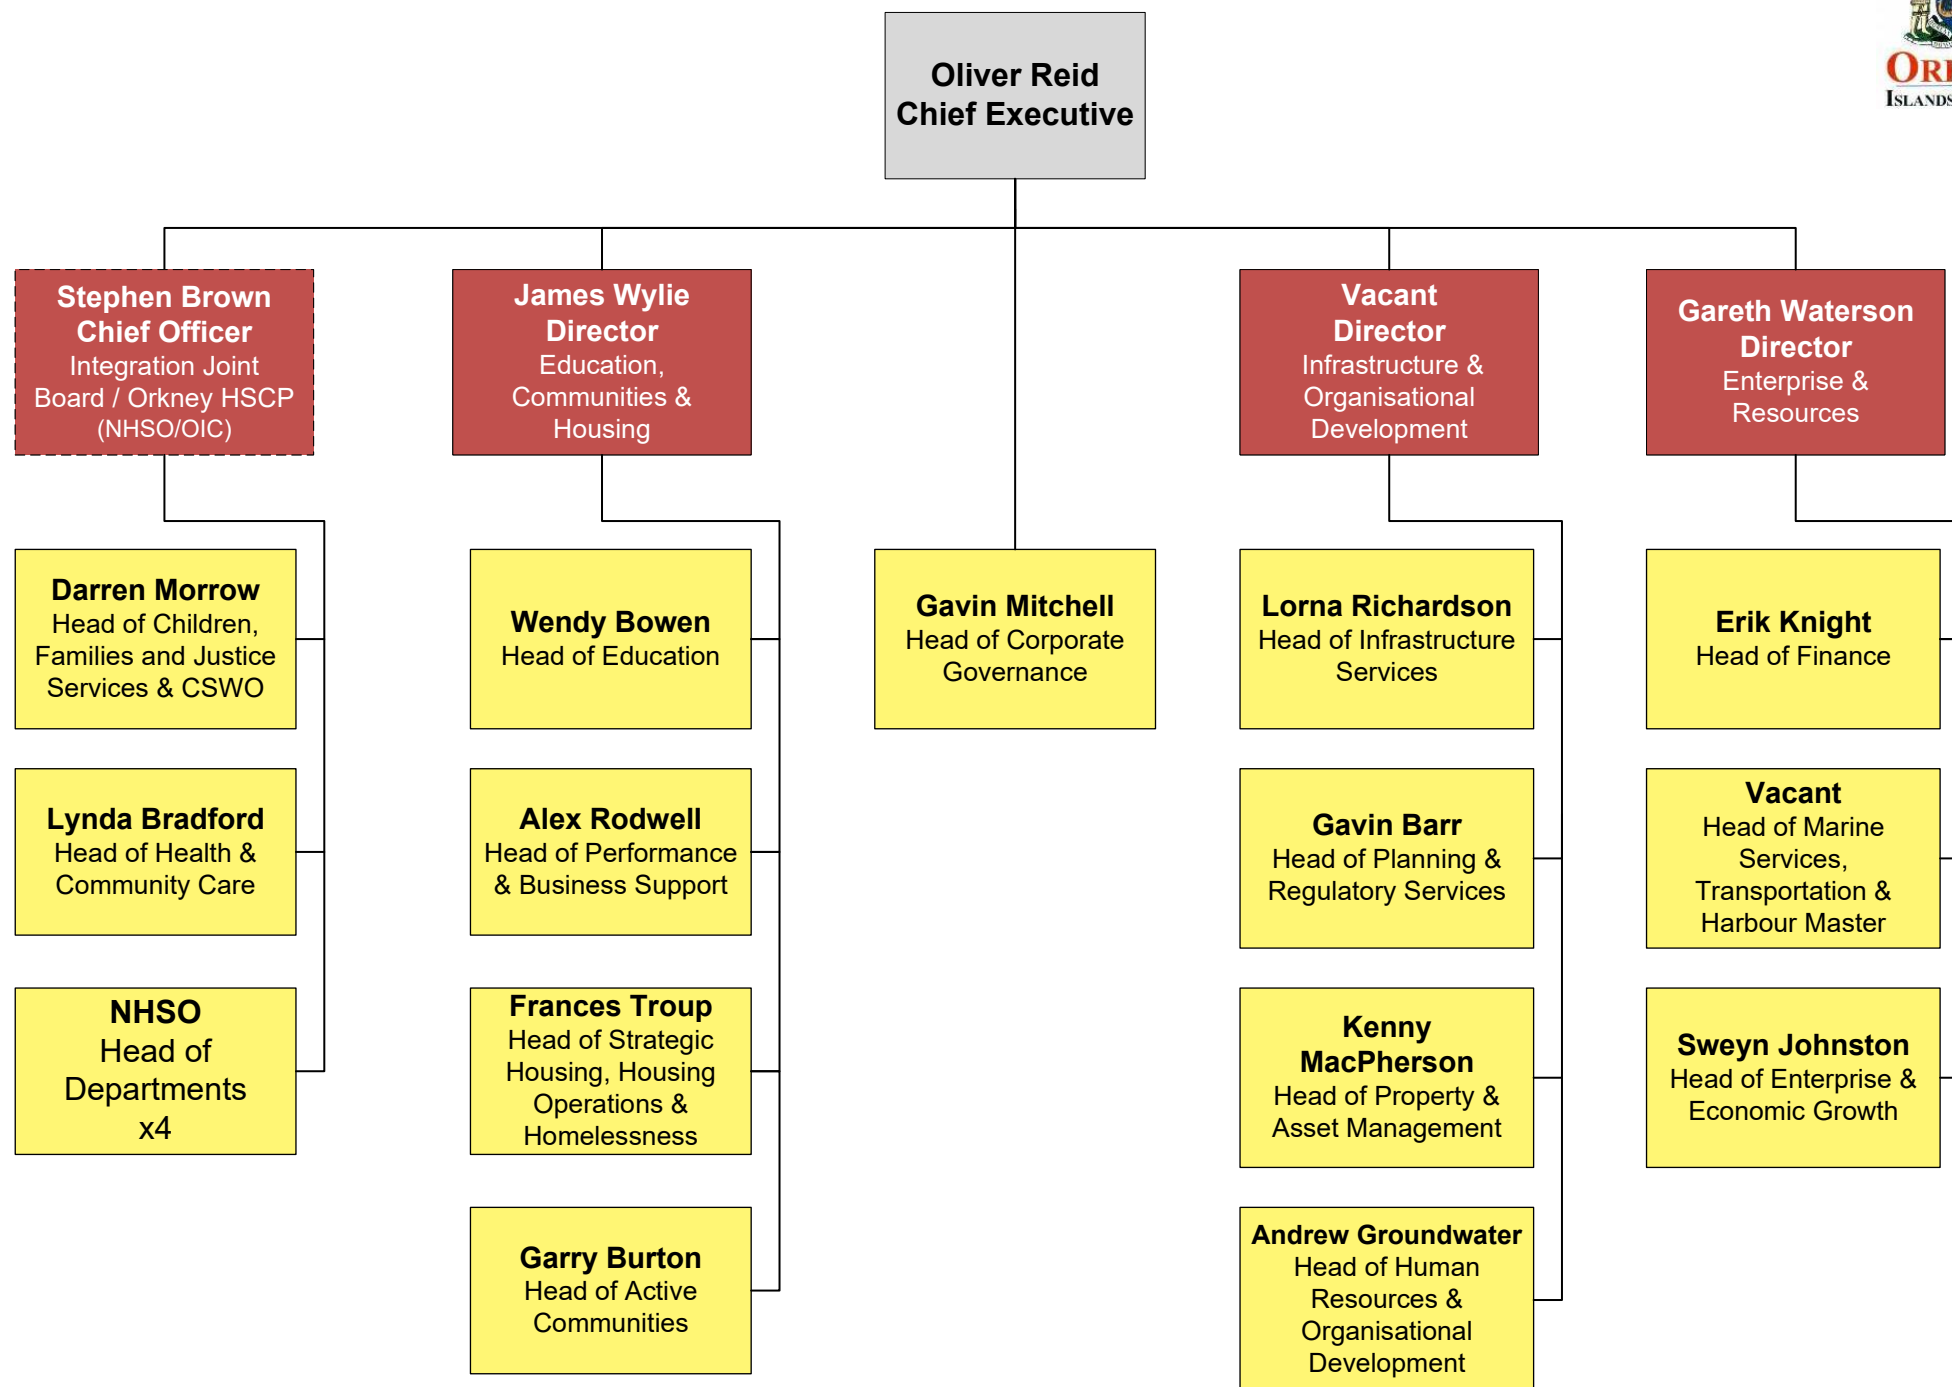 Oliver Reid
Chief Executive
ISLANDS
Stephen Brown
Chief Officer
Integration Joint
Board / Orkney HSCP
(NHSO/OIC)
James Wylie
Director
Education,
Communities &
Housing
Vacant
Director
Infrastructure &
Organisational
Development
Gareth Waterson
Director
Enterprise &
Resources
Darren Morrow
Head of Children,
Families and Justice
Services & CSWO
Wendy Bowen
Head of Education
Gavin Mitchell
Head of Corporate
Governance
Lorna Richardson
Head of Infrastructure
Services
Erik Knight
Head of Finance
Lynda Bradford
Head of Health &
Community Care
Alex Rodwell
Head of Performance
& Business Support
Gavin Barr
Head of Planning &
Regulatory Services
Vacant
Head of Marine
Services,
Transportation &
Harbour Master
NHSO
Head of
Departments
x4
Frances Troup
Head of Strategic
Housing, Housing
Operations &
Homelessness
Kenny
MacPherson
Head of Property &
Asset Management
Sweyn Johnston
Head of Enterprise &
Economic Growth
Garry Burton
Head of Active
Communities
Andrew Groundwater
Head of Human
Resources &
Organisational
Development